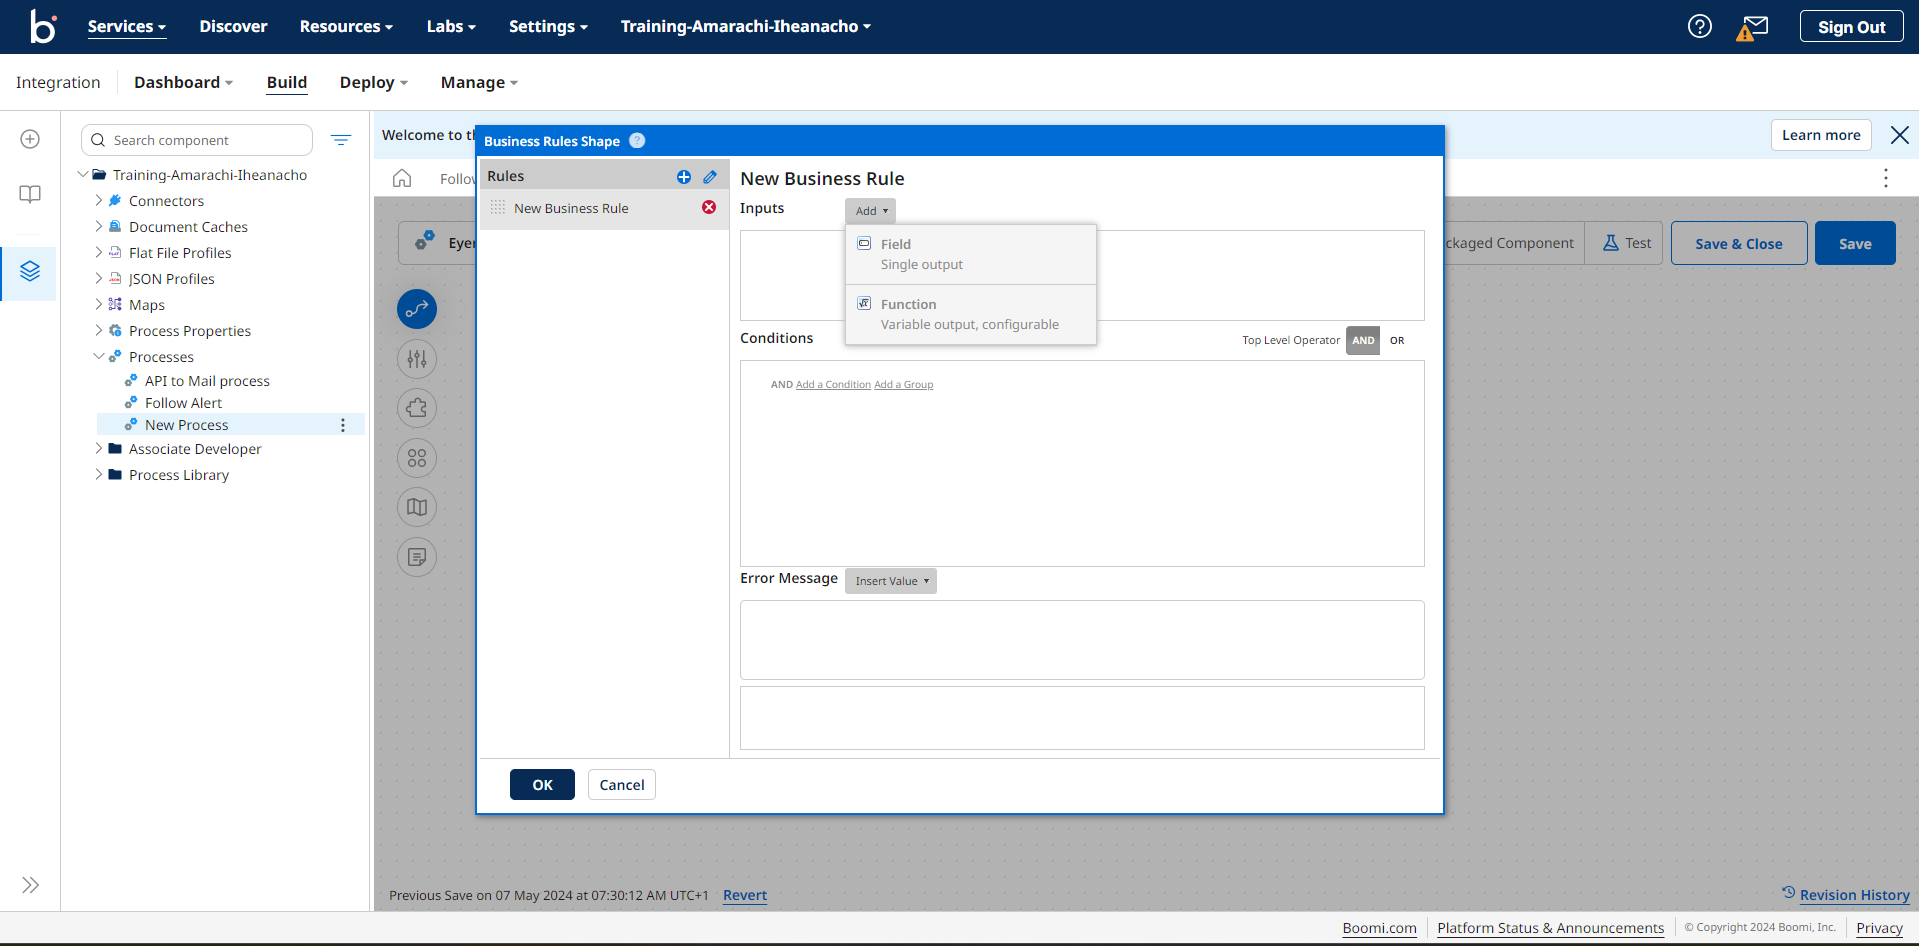 b Services Discover Resources Labs Settings Training-Amarachi-Iheanacho Sign Out
Integration Dashboard Build Deploy Manage
Search component
Training-Amarachi-Iheanacho
Connectors
Document Caches
Flat File Profiles
JSON Profiles
Maps
Process Properties
Processes
API to Mail process
Follow Alert
New Process
Associate Developer
Process Library
Welcome to th
Learn more
Follow
Eyer
ckaged Component Test Save & Close Save
Business Rules Shape ?
Rules
New Business Rule
New Business Rule
Inputs Add
Field
Single output
Function
Variable output, configurable
Conditions Top Level Operator AND OR
AND Add a Condition Add a Group
Error Message Insert Value
OK Cancel
Previous Save on 07 May 2024 at 07:30:12 AM UTC+1 Revert
Revision History
Boomi.com Platform Status & Announcements © Copyright 2024 Boomi, Inc. Privacy